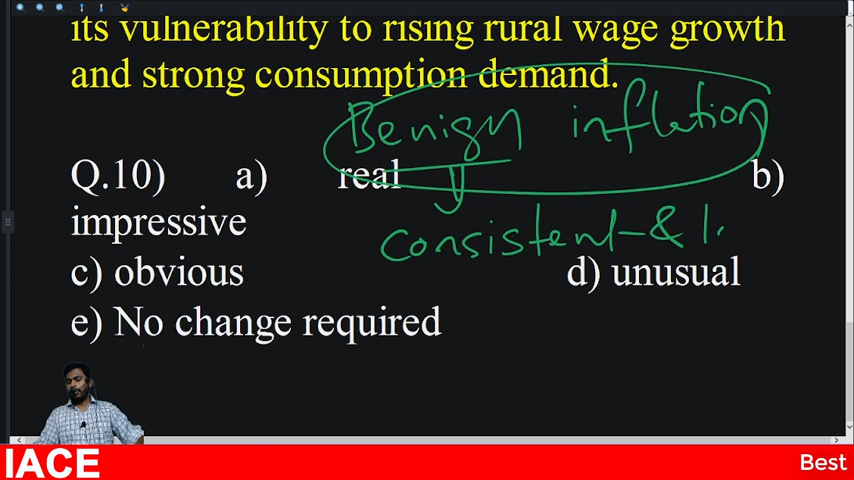 its vulnerability to rising rural wage growth
and strong consumption demand.
Benign inflation
Q.10) a) real b)
impressive
consistent & l
c) obvious d) unusual
e) No change required
IACE Best